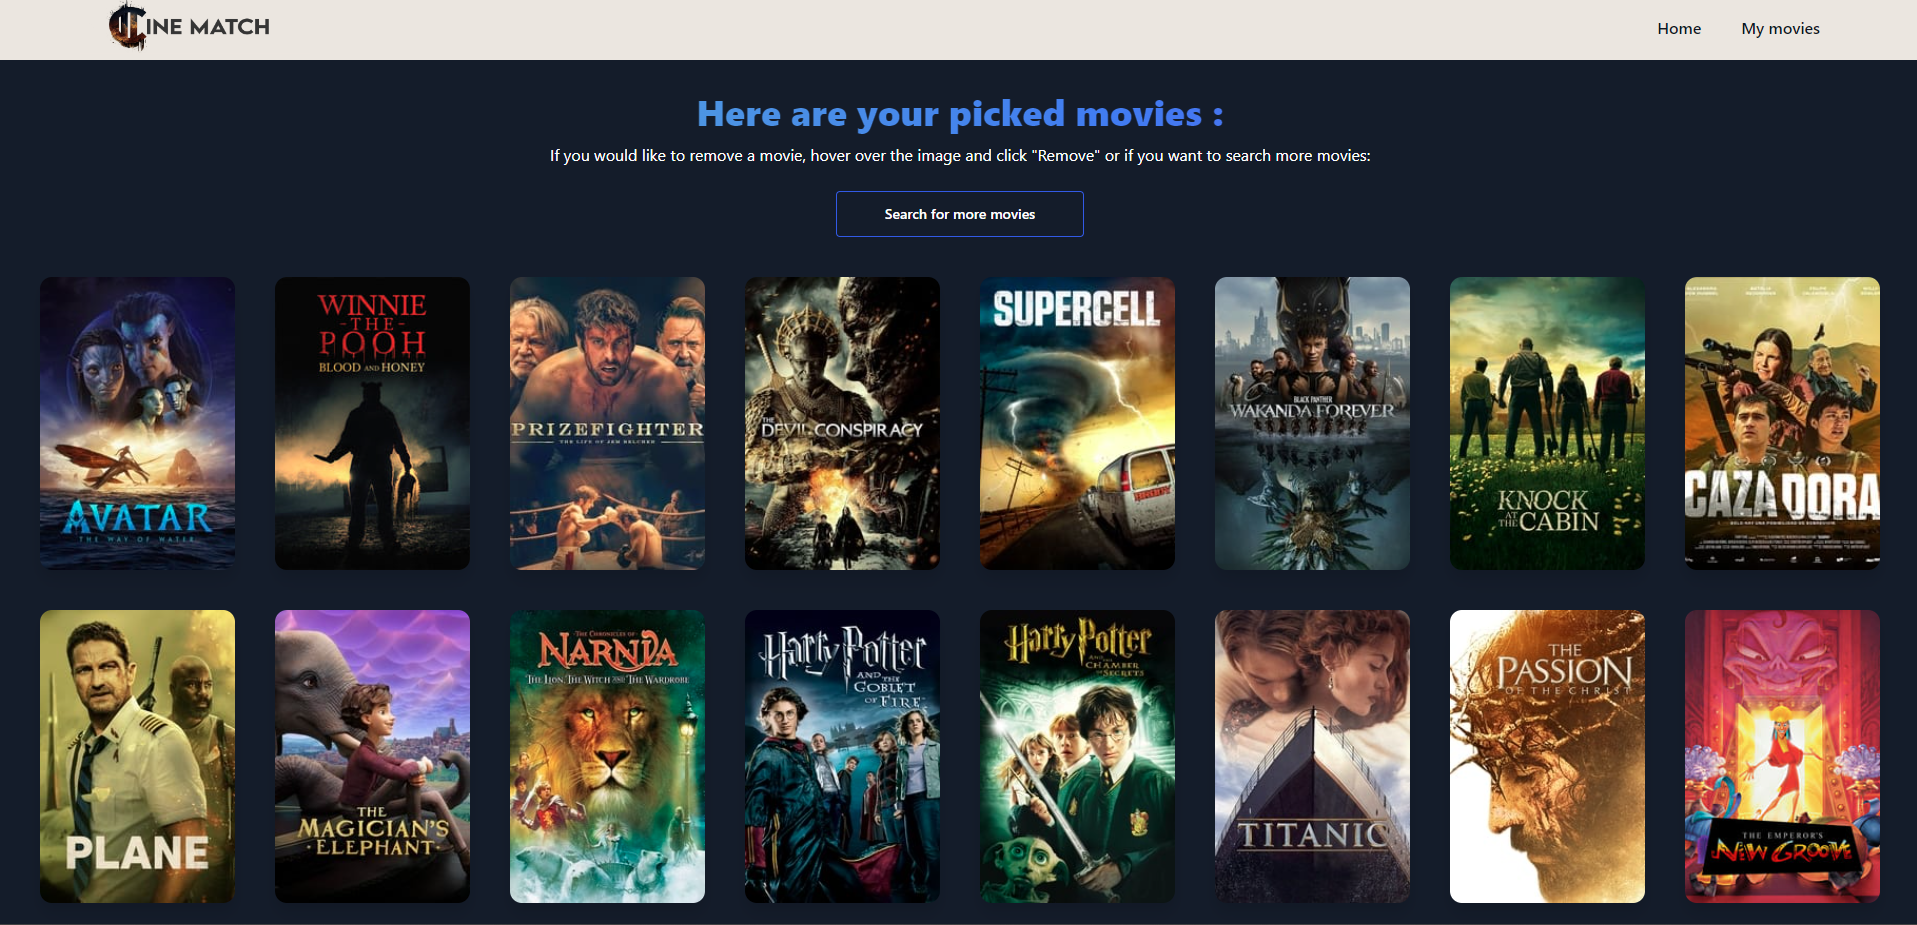 CINE MATCH
Home
My movies
Here are your picked movies :
If you would like to remove a movie, hover over the image and click "Remove" or if you want to search more movies:
Search for more movies
AVATAR
THE WAY OF WATER
WINNIE
-THE-
POOH
BLOOD AND HONEY
PRIZEFIGHTER
THE LIFE OF JEM BELCHER
THE
DEVIL CONSPIRACY
SUPERCELL
BLACK PANTHER
WAKANDA FOREVER
KNOCK
AT THE CABIN
CAZADORA
PLANE
THE
MAGICIAN'S
·ELEPHANT·
THE CHRONICLES OF
NARNIA
THE LION, THE WITCH AND THE WARDROBE
Harry Potter
AND THE
GOBLET
OF FIRE
Harry Potter
AND THE
CHAMBER
OF SECRETS
TITANIC
THE
PASSION
OF THE CHRIST
THE EMPEROR'S
NEW GROOVE